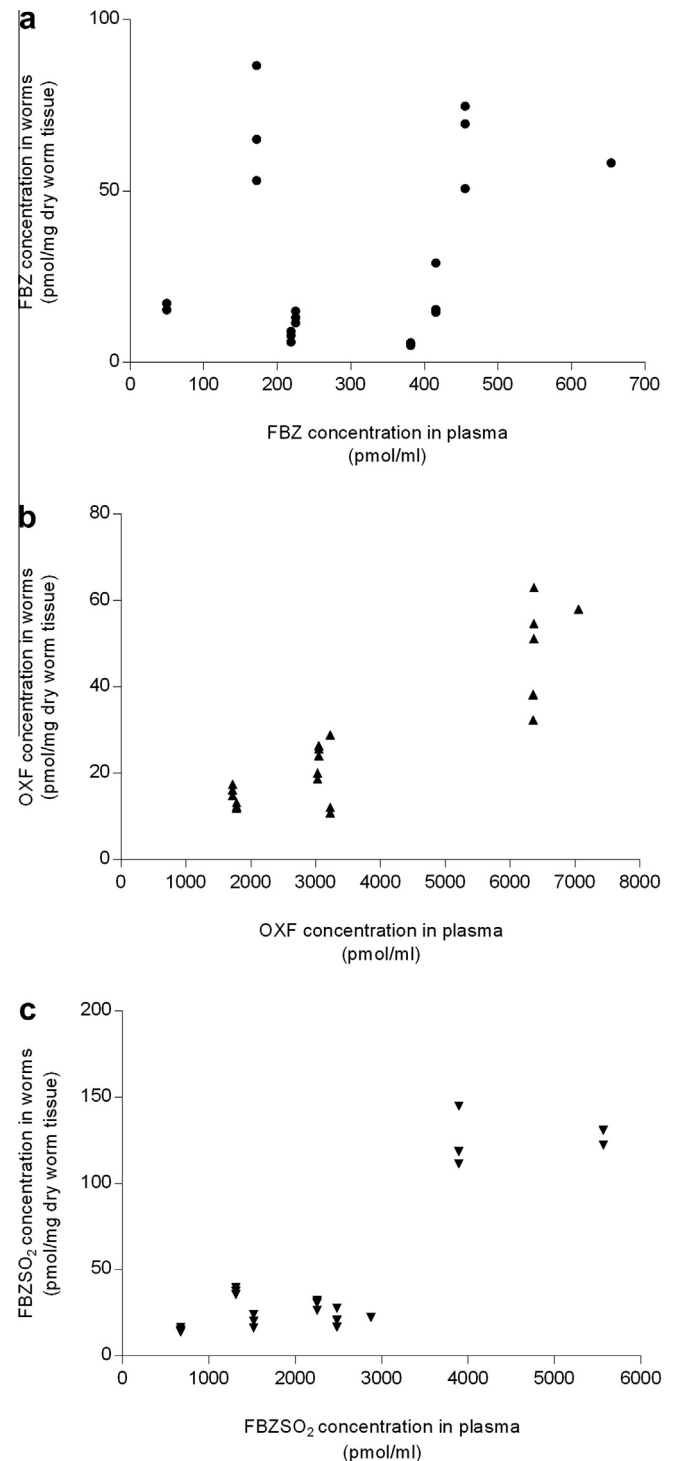 a
100
50
0
FBZ concentration in worms
(pmol/mg dry worm tissue)
0 100 200 300 400 500 600 700
FBZ concentration in plasma
(pmol/ml)
b
80
60
40
20
0
OXF concentration in worms
(pmol/mg dry worm tissue)
0 1000 2000 3000 4000 5000 6000 7000 8000
OXF concentration in plasma
(pmol/ml)
c
200
150
100
50
0
FBZSO₂ concentration in worms
(pmol/mg dry worm tissue)
0 1000 2000 3000 4000 5000 6000
FBZSO₂ concentration in plasma
(pmol/ml)